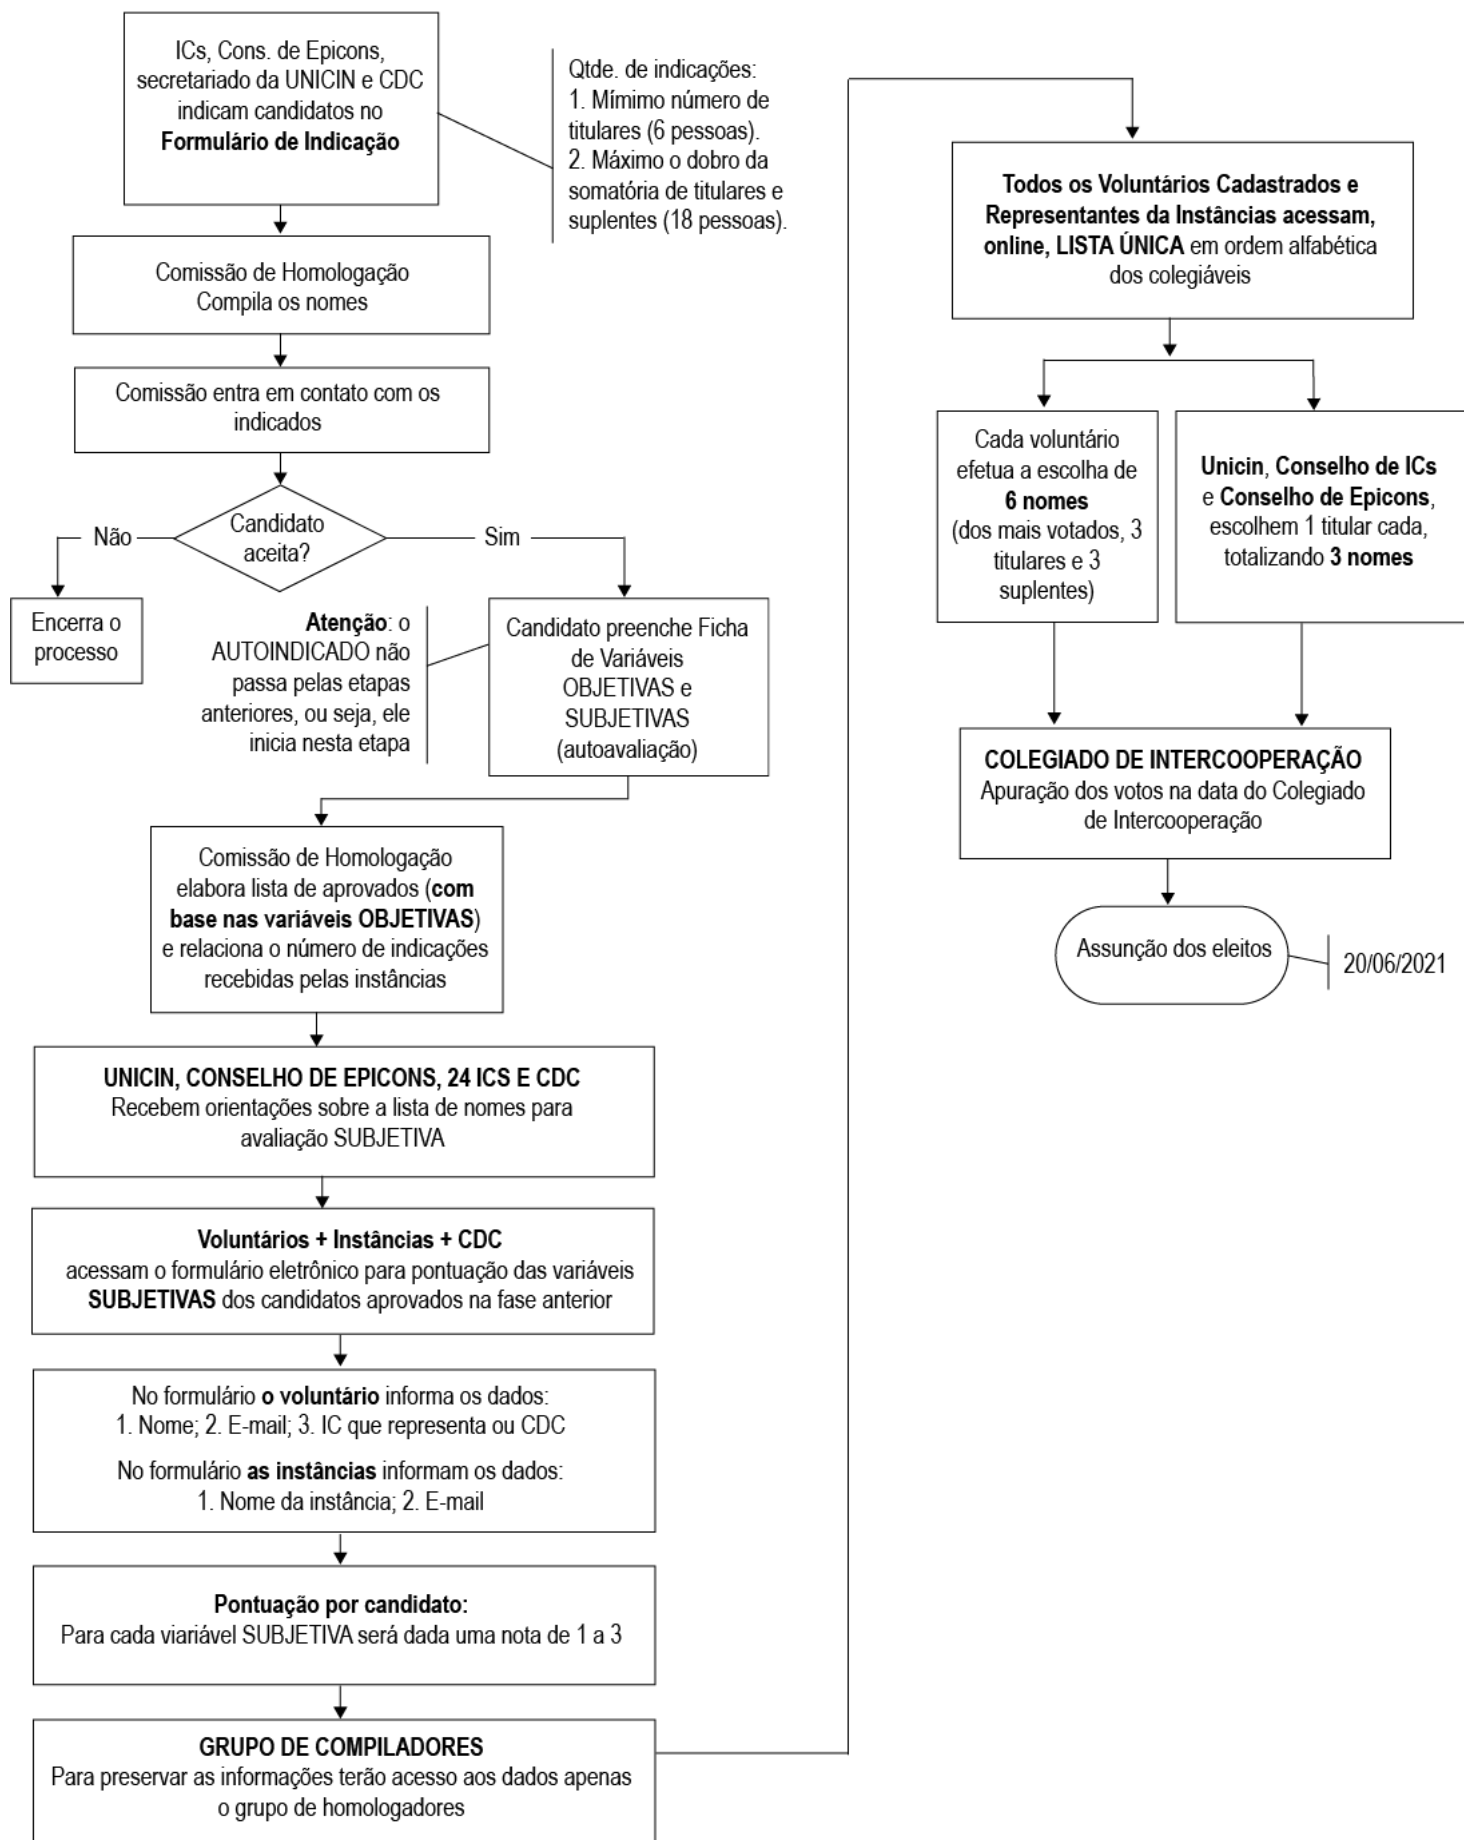 ICs, Cons. de Epicons,
secretariado da UNICIN e CDC
indicam candidatos no
Formulário de Indicação
Qtde. de indicações:
1. Mímimo número de
titulares (6 pessoas).
2. Máximo o dobro da
somatória de titulares e
suplentes (18 pessoas).
Comissão de Homologação
Compila os nomes
Comissão entra em contato com os
indicados
Candidato
aceita?
Não
Sim
Encerra o
processo
Atenção: o
AUTOINDICADO não
passa pelas etapas
anteriores, ou seja, ele
inicia nesta etapa
Candidato preenche Ficha
de Variáveis
OBJETIVAS e
SUBJETIVAS
(autoavaliação)
Comissão de Homologação
elabora lista de aprovados (com
base nas variáveis OBJETIVAS)
e relaciona o número de indicações
recebidas pelas instâncias
UNICIN, CONSELHO DE EPICONS, 24 ICS E CDC
Recebem orientações sobre a lista de nomes para
avaliação SUBJETIVA
Voluntários + Instâncias + CDC
acessam o formulário eletrônico para pontuação das variáveis
SUBJETIVAS dos candidatos aprovados na fase anterior
No formulário o voluntário informa os dados:
1. Nome; 2. E-mail; 3. IC que representa ou CDC
No formulário as instâncias informam os dados:
1. Nome da instância; 2. E-mail
Pontuação por candidato:
Para cada viariável SUBJETIVA será dada uma nota de 1 a 3
GRUPO DE COMPILADORES
Para preservar as informações terão acesso aos dados apenas
o grupo de homologadores
Todos os Voluntários Cadastrados e
Representantes da Instâncias acessam,
online, LISTA ÚNICA em ordem alfabética
dos colegiáveis
Cada voluntário
efetua a escolha de
6 nomes
(dos mais votados, 3
titulares e 3
suplentes)
Unicin, Conselho de ICs
e Conselho de Epicons,
escolhem 1 titular cada,
totalizando 3 nomes
COLEGIADO DE INTERCOOPERAÇÃO
Apuração dos votos na data do Colegiado
de Intercooperação
Assunção dos eleitos
20/06/2021